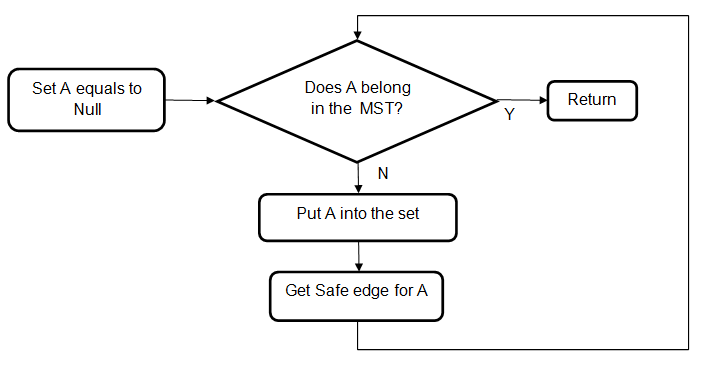 Set A equals to
Null
Does A belong
in the MST?
Y
Return
N
Put A into the set
Get Safe edge for A